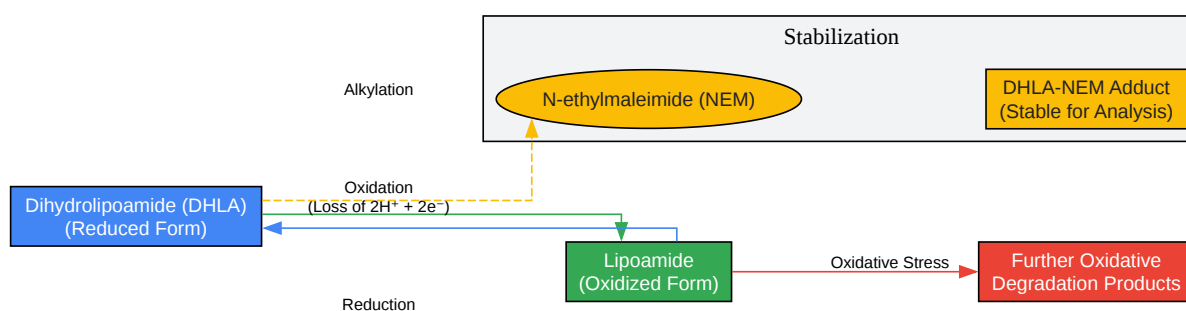 Stabilization
Alkylation
N-ethylmaleimide (NEM)
DHLA-NEM Adduct
(Stable for Analysis)
Dihydrolipoamide (DHLA)
(Reduced Form)
Oxidation
(Loss of 2H⁺ + 2e⁻)
Lipoamide
(Oxidized Form)
Oxidative Stress
Further Oxidative
Degradation Products
Reduction